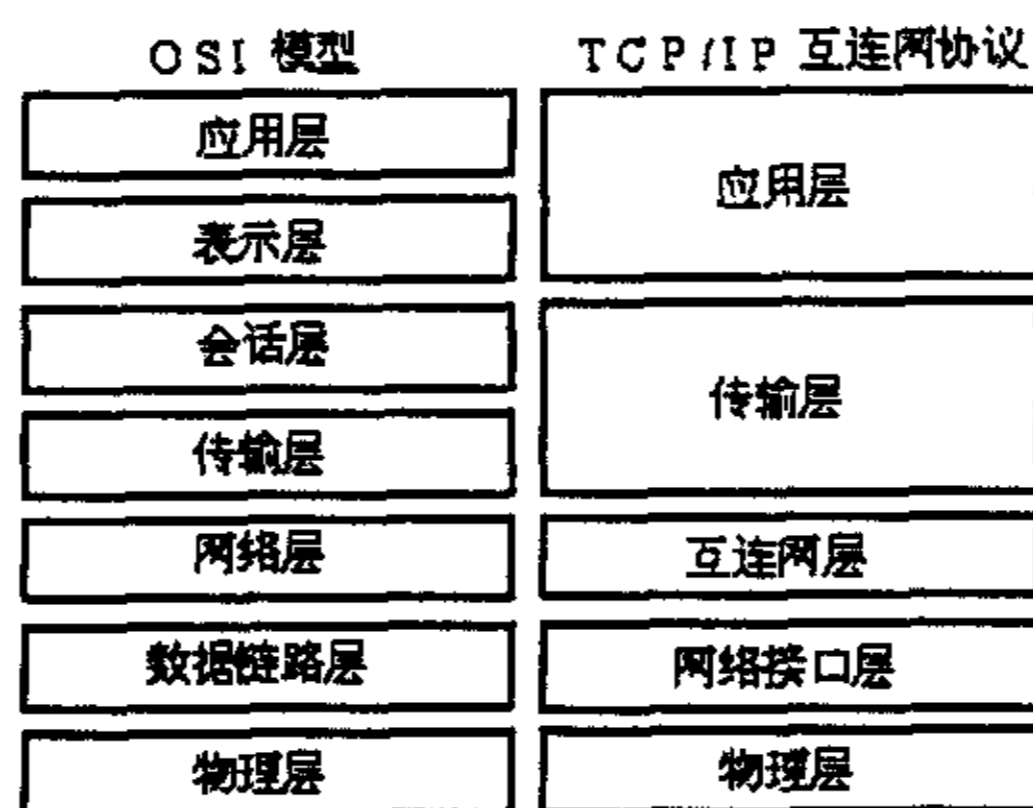 OSI 模型
应用层
表示层
会话层
传输层
网络层
数据链路层
物理层
TCP/IP 互连网协议
应用层
传输层
互连网层
网络接口层
物理层